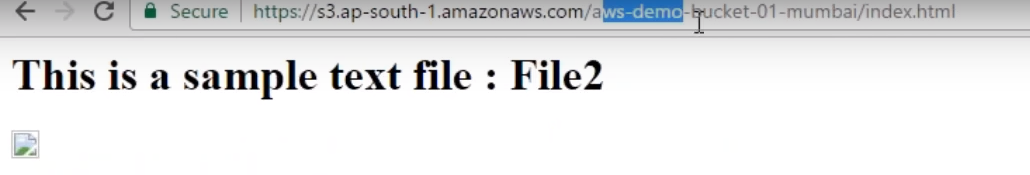 Secure https://s3.ap-south-1.amazonaws.com/aws-demo-bucket-01-mumbai/index.html
This is a sample text file : File2